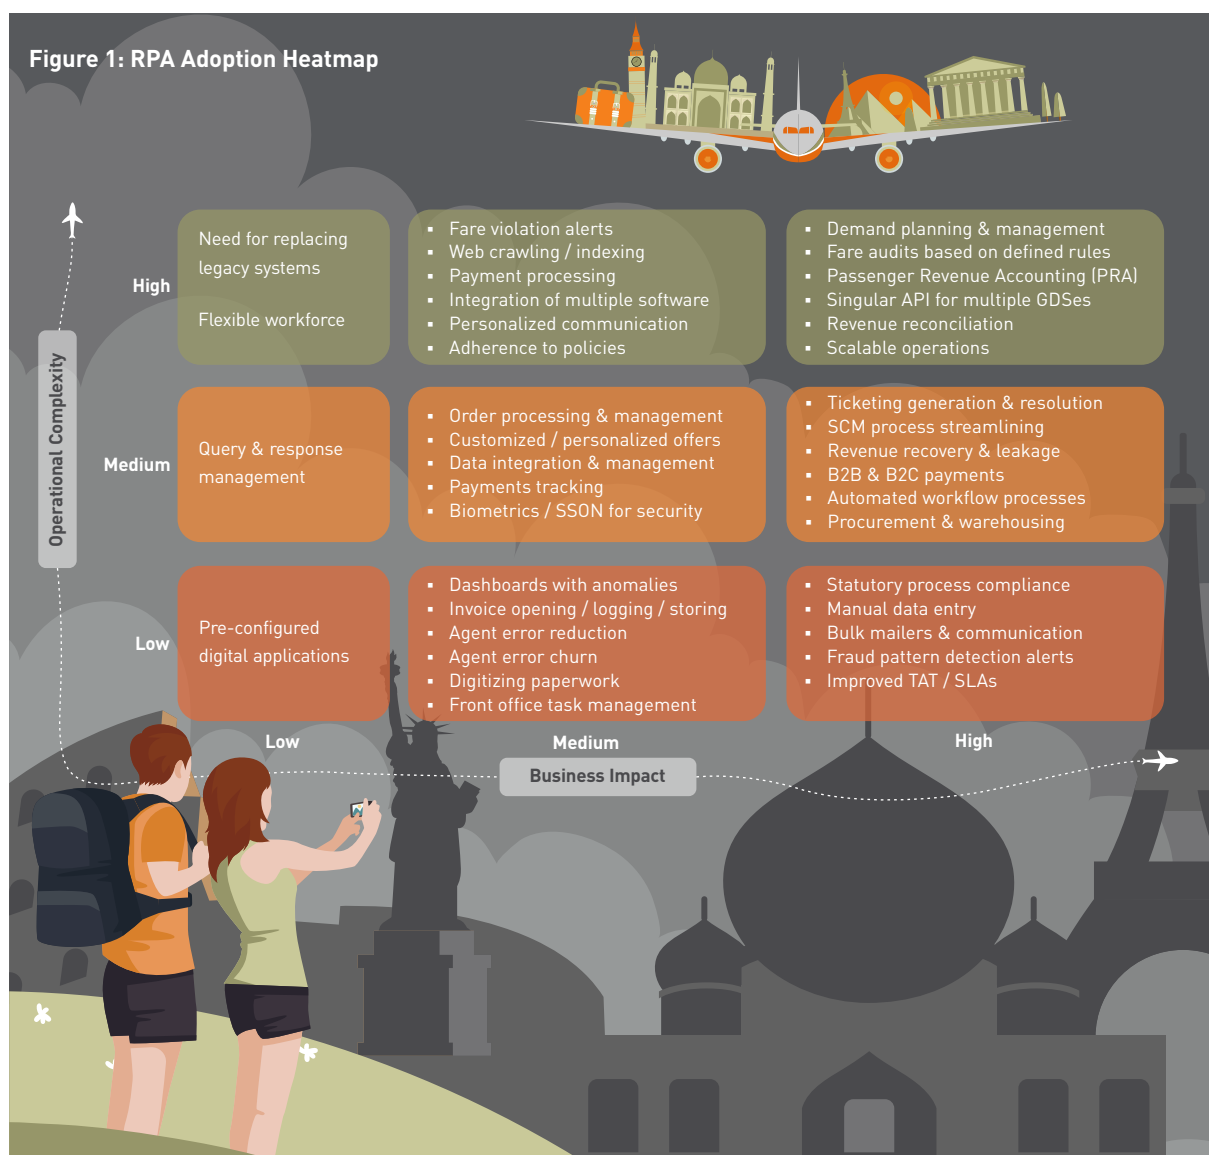 Figure 1: RPA Adoption Heatmap
Operational Complexity
High
Need for replacing
legacy systems
Flexible workforce
▪ Fare violation alerts
▪ Web crawling / indexing
▪ Payment processing
▪ Integration of multiple software
▪ Personalized communication
▪ Adherence to policies
▪ Demand planning & management
▪ Fare audits based on defined rules
▪ Passenger Revenue Accounting (PRA)
▪ Singular API for multiple GDSes
▪ Revenue reconciliation
▪ Scalable operations
Medium
Query & response
management
▪ Order processing & management
▪ Customized / personalized offers
▪ Data integration & management
▪ Payments tracking
▪ Biometrics / SSON for security
▪ Ticketing generation & resolution
▪ SCM process streamlining
▪ Revenue recovery & leakage
▪ B2B & B2C payments
▪ Automated workflow processes
▪ Procurement & warehousing
Low
Pre-configured
digital applications
▪ Dashboards with anomalies
▪ Invoice opening / logging / storing
▪ Agent error reduction
▪ Agent error churn
▪ Digitizing paperwork
▪ Front office task management
▪ Statutory process compliance
▪ Manual data entry
▪ Bulk mailers & communication
▪ Fraud pattern detection alerts
▪ Improved TAT / SLAs
Low
Medium
High
Business Impact